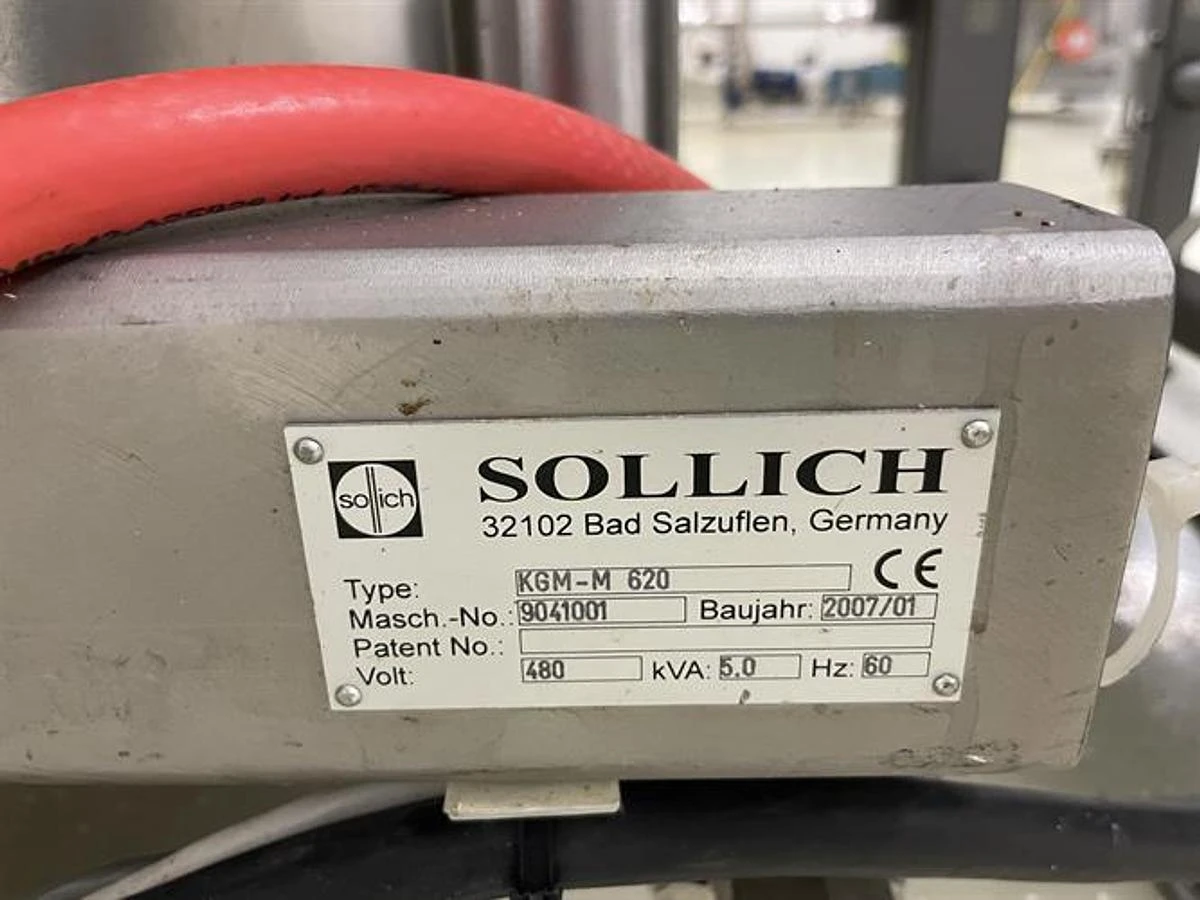 sollich
SOLLICH
32102 Bad Salzuflen, Germany
CE
Type: KGM-M 620
Masch.-No.: 9041001 Baujahr: 2007/01
Patent No.:
Volt: 480 kVA: 5.0 Hz: 60